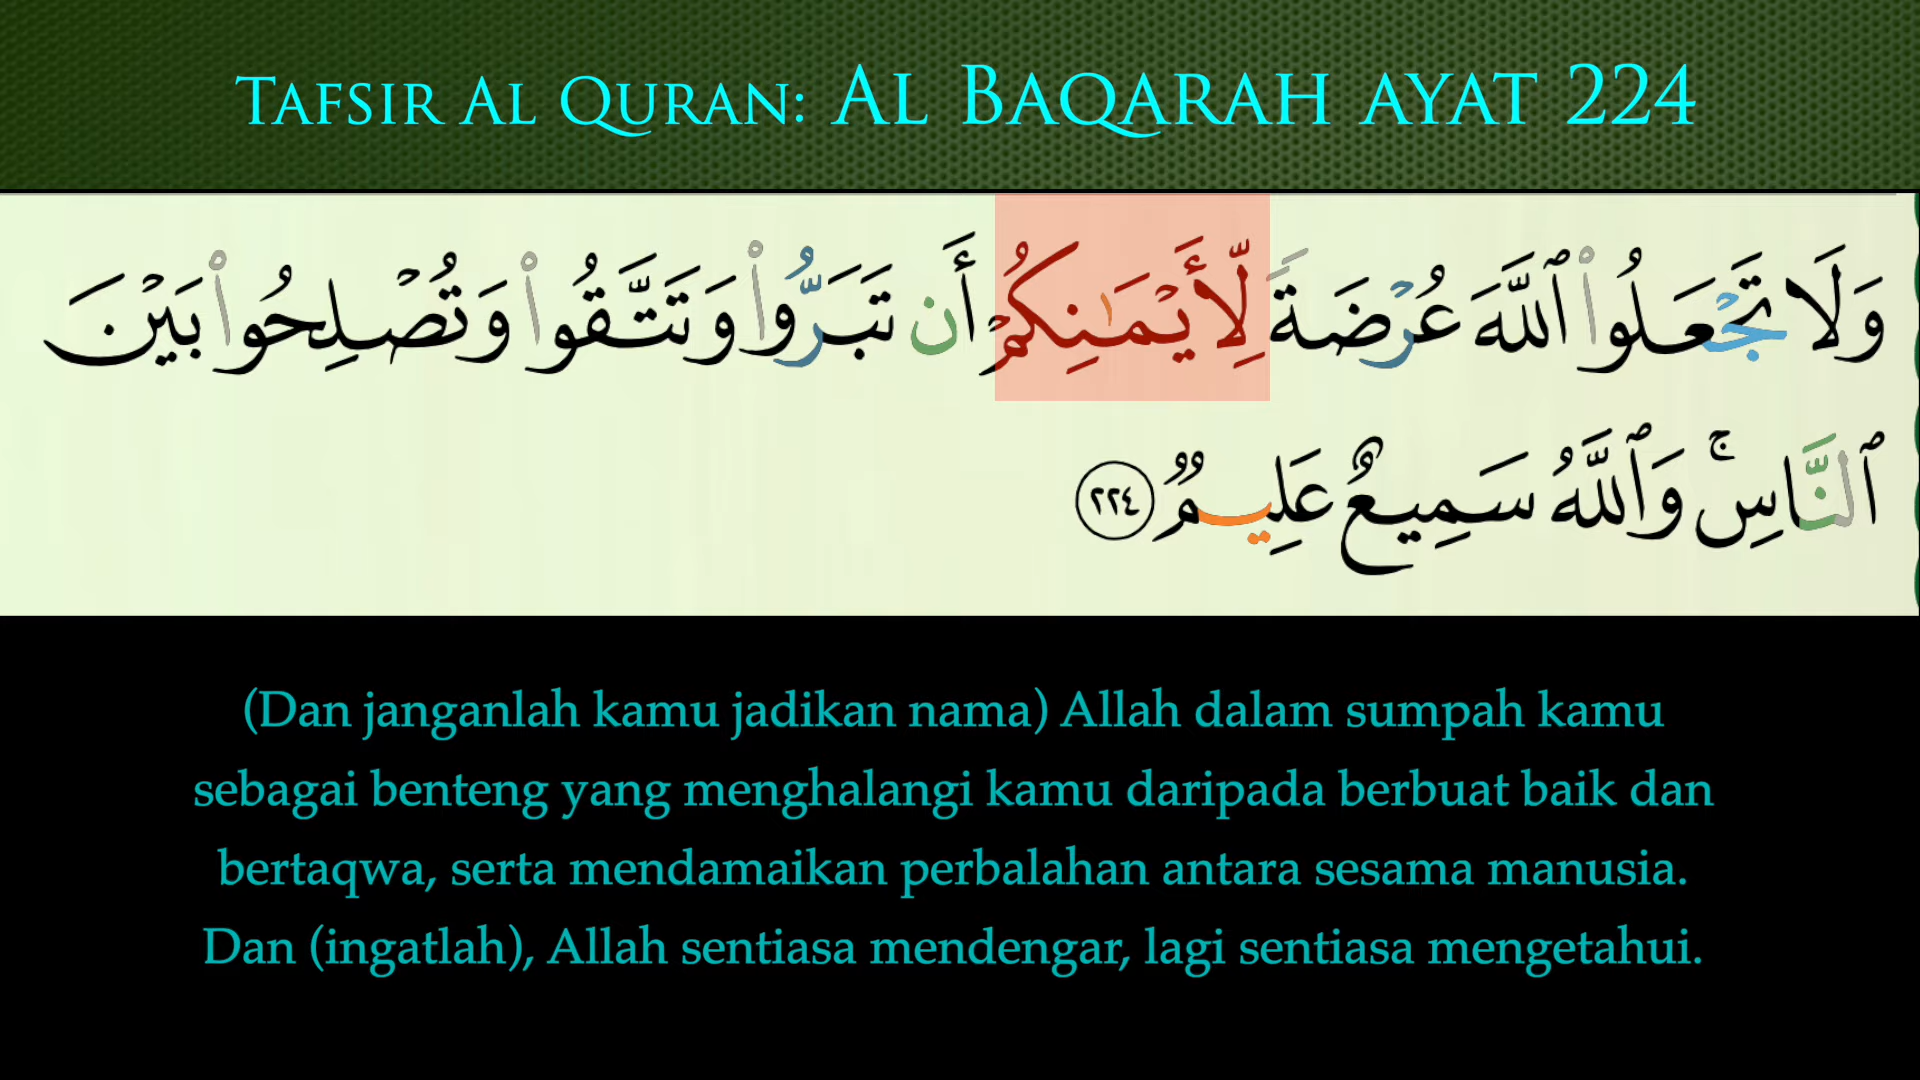 Tafsir Al Quran: Al Baqarah ayat 224
وَلَا تَجْعَلُوا۟ ٱللَّهَ عُرْضَةً لِّأَيْمَـٰنِكُمْ أَن تَبَرُّوا۟ وَتَتَّقُوا۟ وَتُصْلِحُوا۟ بَيْنَ
ٱلنَّاسِ ۚ وَٱللَّهُ سَمِيعٌ عَلِيمٌ ٢٢٤
(Dan janganlah kamu jadikan nama) Allah dalam sumpah kamu
sebagai benteng yang menghalangi kamu daripada berbuat baik dan
bertaqwa, serta mendamaikan perbalahan antara sesama manusia.
Dan (ingatlah), Allah sentiasa mendengar, lagi sentiasa mengetahui.